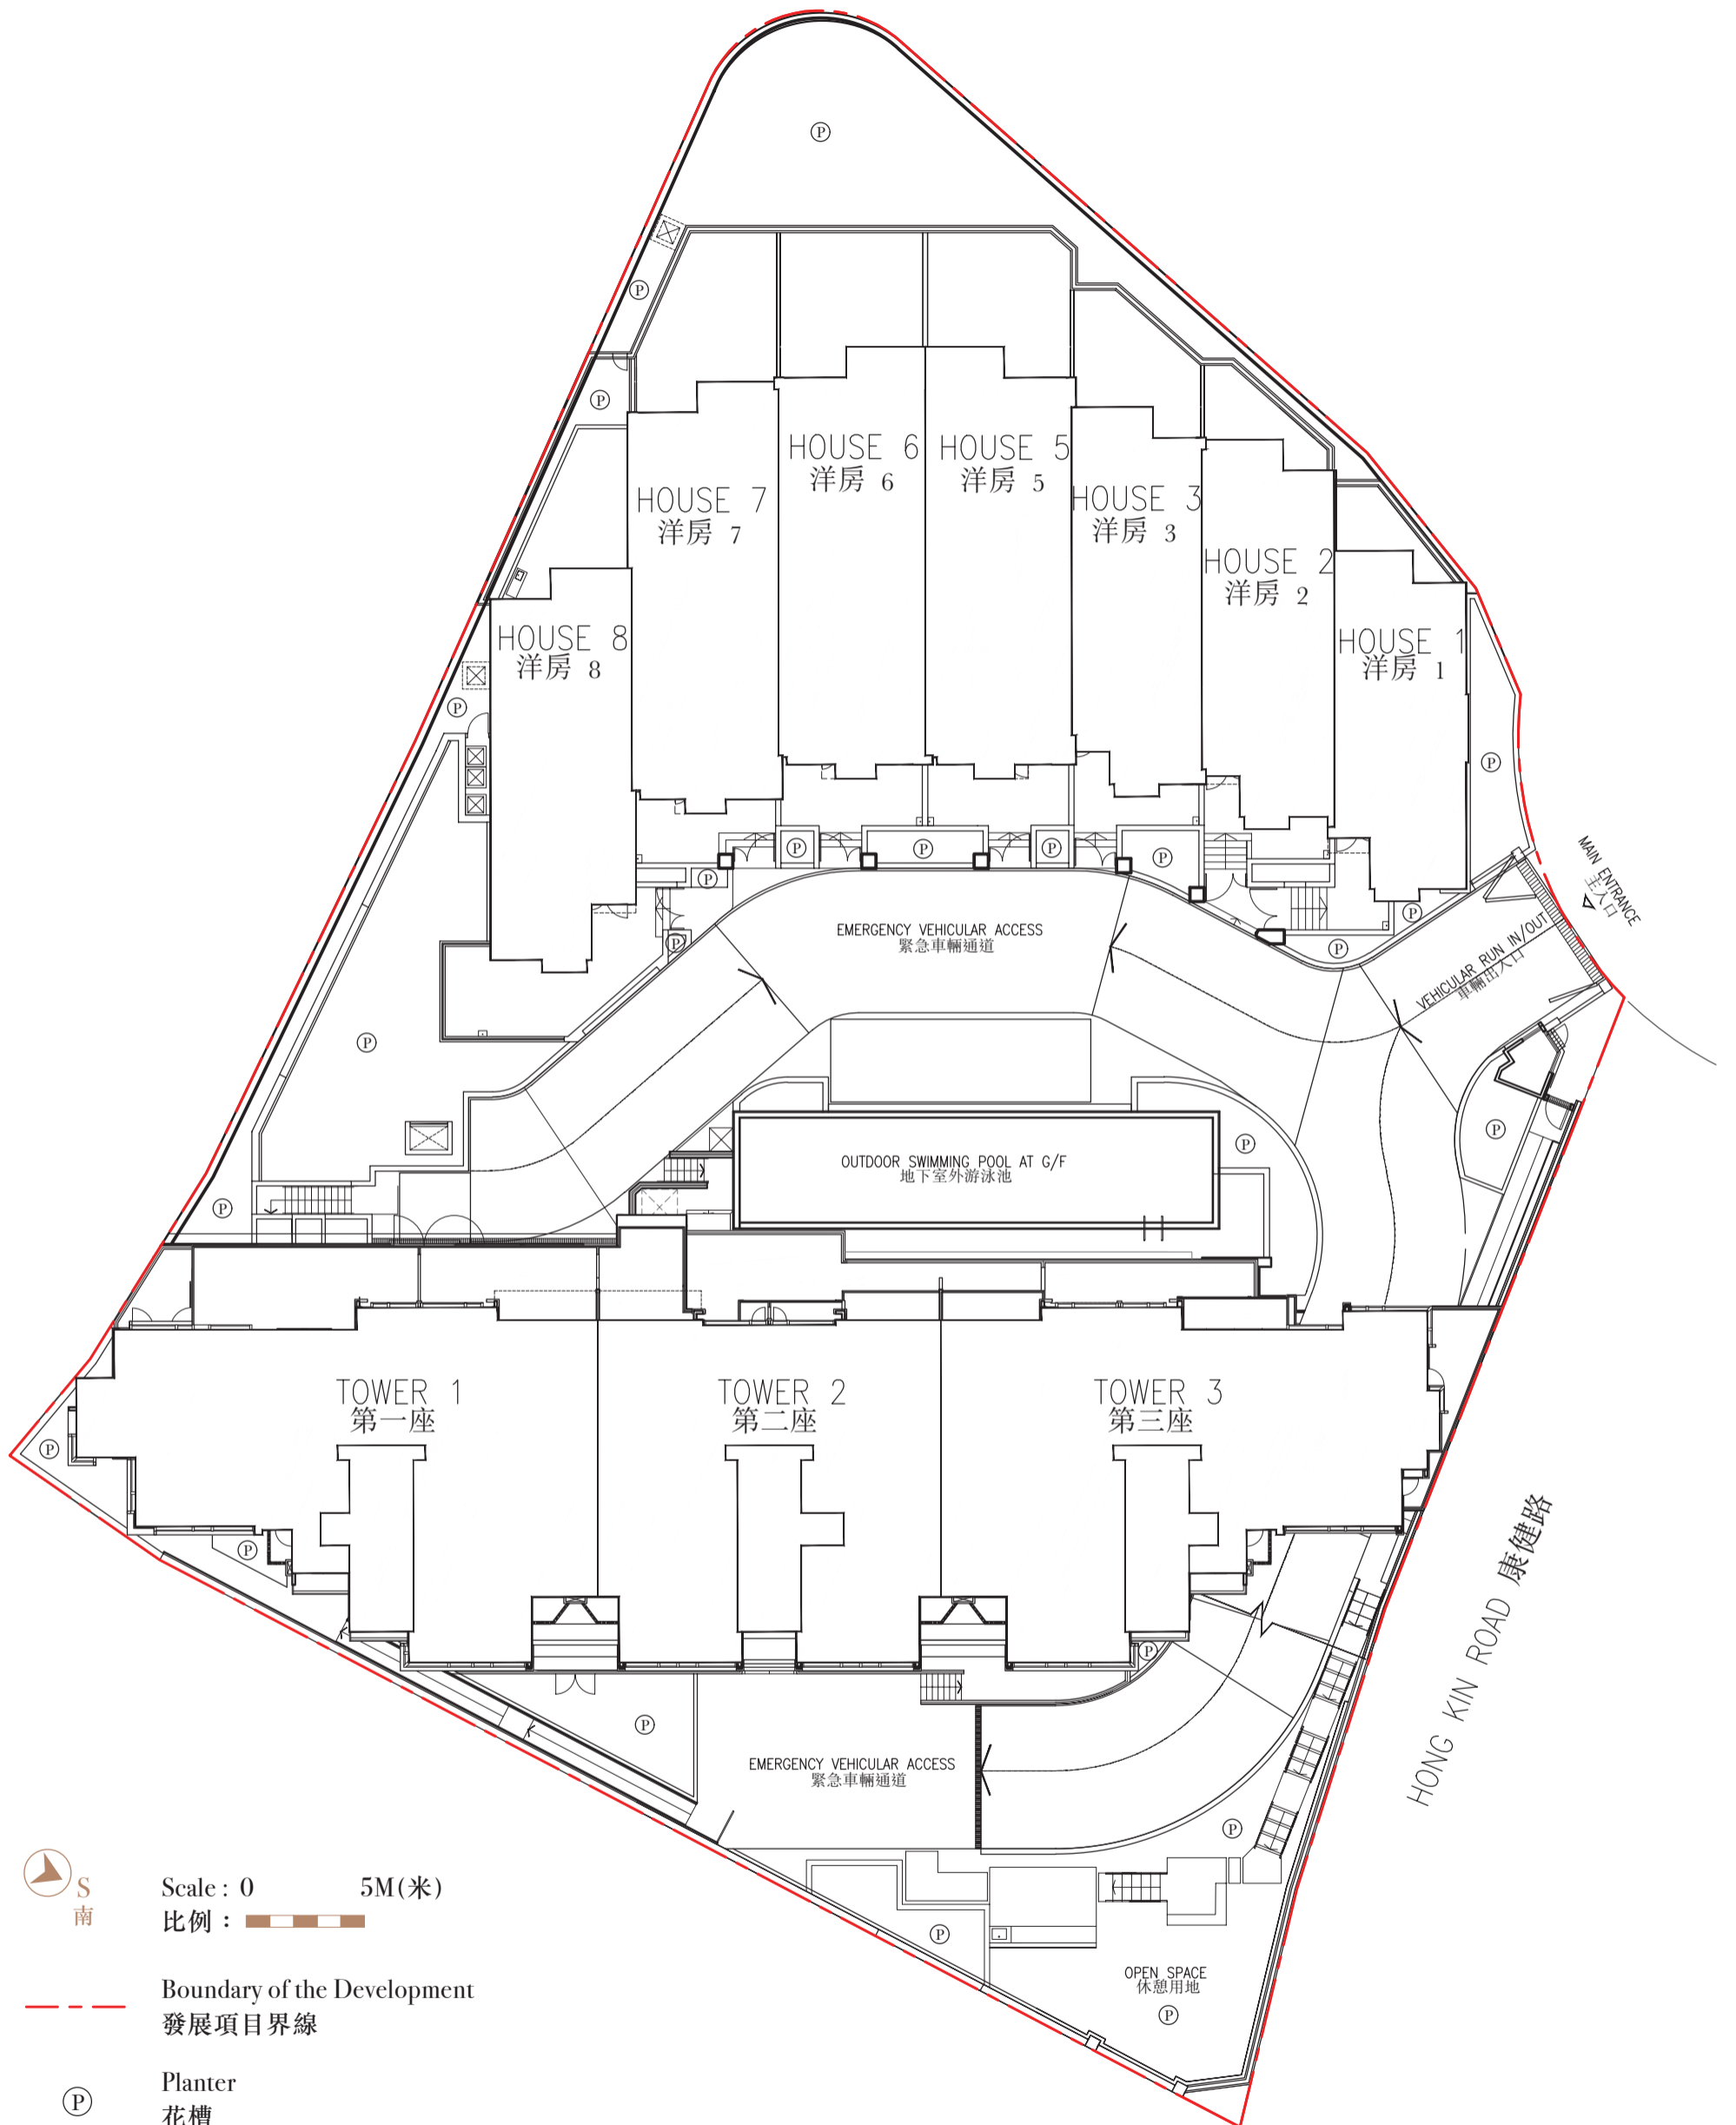 P
P
P
HOUSE 6
洋房 6
HOUSE 5
洋房 5
HOUSE 7
洋房 7
HOUSE 3
洋房 3
HOUSE 2
洋房 2
HOUSE 8
洋房 8
HOUSE 1
洋房 1
P
P
P
P
P
P
P
P
P
P
P
MAIN ENTRANCE
主入口
EMERGENCY VEHICULAR ACCESS
緊急車輛通道
VEHICULAR RUN IN/OUT
車輛出入口
P
P
P
OUTDOOR SWIMMING POOL AT G/F
地下室外游泳池
P
TOWER 1
第一座
TOWER 2
第二座
TOWER 3
第三座
P
P
P
P
HONG KIN ROAD 康健路
EMERGENCY VEHICULAR ACCESS
緊急車輛通道
P
P
OPEN SPACE
休憩用地
P
S
南
Scale : 0 5M(米)
比例 :
Boundary of the Development
發展項目界線
P
Planter
花槽